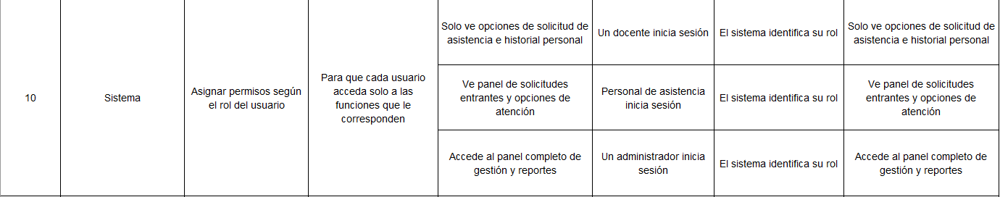 10
Sistema
Asignar permisos según
el rol del usuario
Para que cada usuario
acceda solo a las
funciones que le
corresponden
Solo ve opciones de solicitud de
asistencia e historial personal
Un docente inicia sesión
El sistema identifica su rol
Solo ve opciones de solicitud de
asistencia e historial personal
Ve panel de solicitudes
entrantes y opciones de
atención
Personal de asistencia
inicia sesión
El sistema identifica su rol
Ve panel de solicitudes
entrantes y opciones de
atención
Accede al panel completo de
gestión y reportes
Un administrador inicia
sesión
El sistema identifica su rol
Accede al panel completo de
gestión y reportes